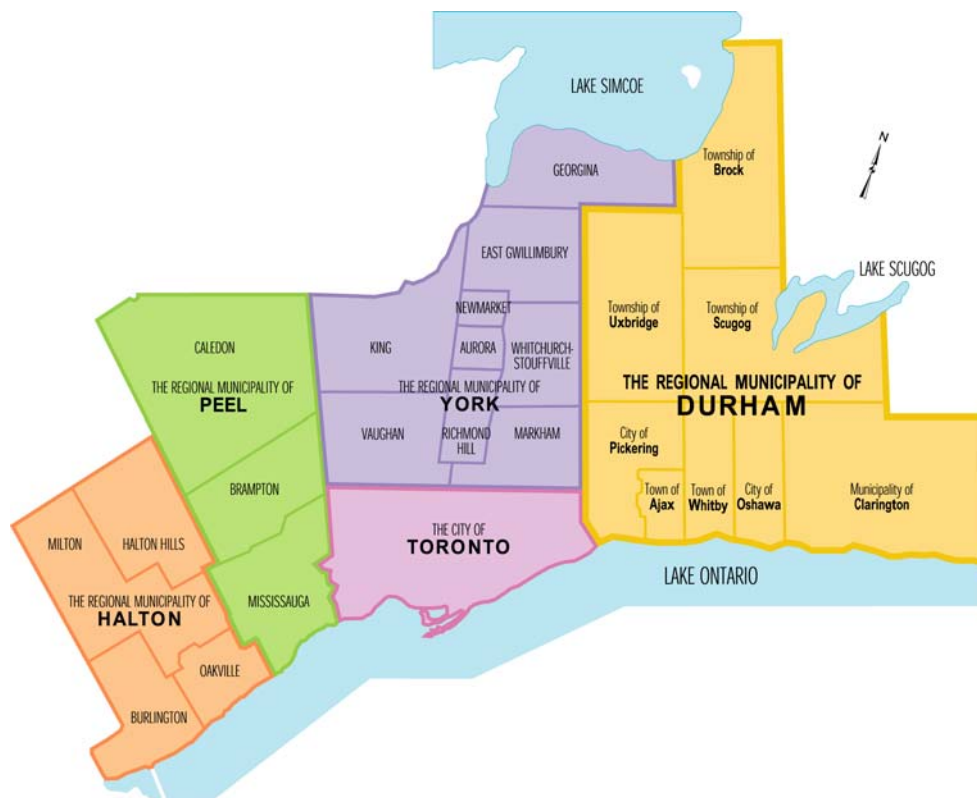 LAKE SIMCOE
N
Township of
Brock
GEORGINA
EAST GWILLIMBURY
LAKE SCUGOG
NEWMARKET
Township of
Uxbridge
Township of
Scugog
CALEDON
KING
AURORA
WHITCHURCH-
STOUFFVILLE
THE REGIONAL MUNICIPALITY OF
PEEL
THE REGIONAL MUNICIPALITY OF
YORK
THE REGIONAL MUNICIPALITY OF
DURHAM
VAUGHAN
RICHMOND
HILL
MARKHAM
City of
Pickering
BRAMPTON
Town of
Ajax
Town of
Whitby
City of
Oshawa
Municipality of
Clarington
MILTON
HALTON HILLS
THE CITY OF
TORONTO
LAKE ONTARIO
THE REGIONAL MUNICIPALITY OF
HALTON
MISSISSAUGA
OAKVILLE
BURLINGTON